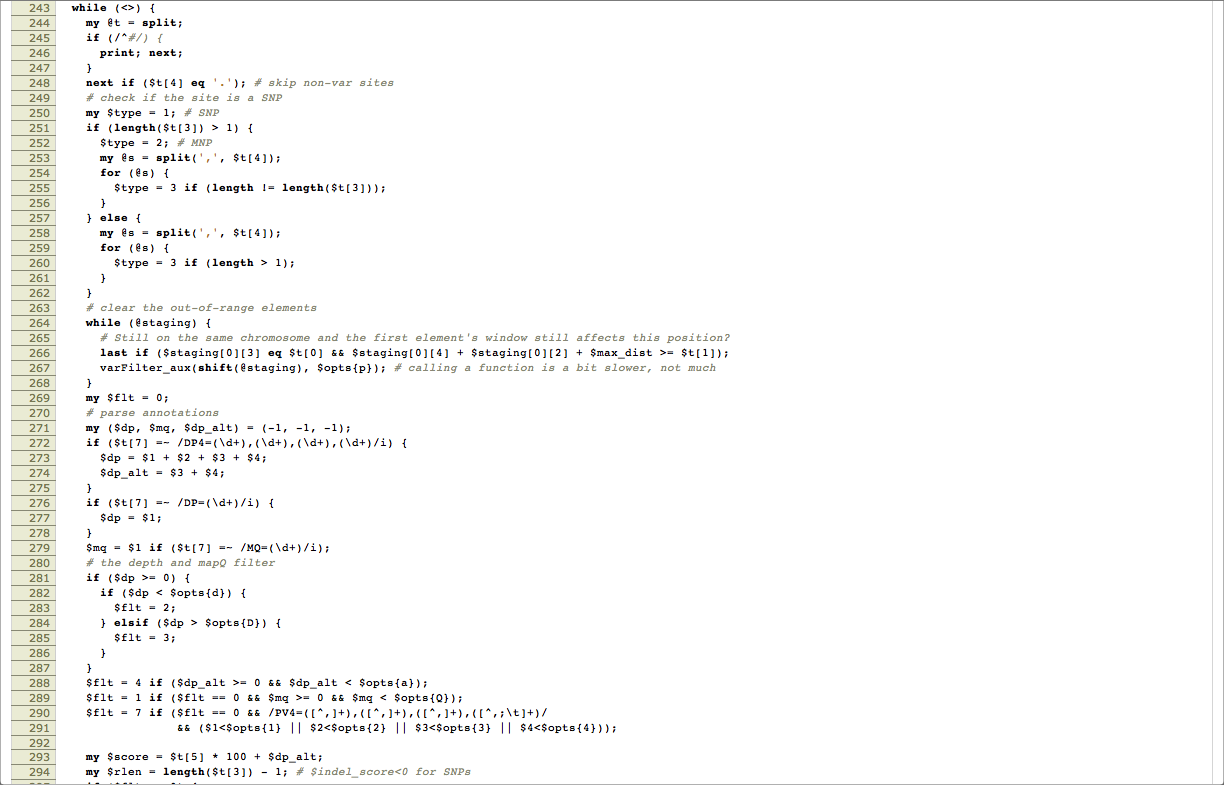 243 while (<>) {
244 my @t = split;
245 if (/^#/) {
246 print; next;
247 }
248 next if ($t[4] eq '.'); # skip non-var sites
249 # check if the site is a SNP
250 my $type = 1; # SNP
251 if (length($t[3]) > 1) {
252 $type = 2; # MNP
253 my @s = split(',', $t[4]);
254 for (@s) {
255 $type = 3 if (length != length($t[3]));
256 }
257 } else {
258 my @s = split(',', $t[4]);
259 for (@s) {
260 $type = 3 if (length > 1);
261 }
262 }
263 # clear the out-of-range elements
264 while (@staging) {
265 # Still on the same chromosome and the first element's window still affects this position?
266 last if ($staging[0][3] eq $t[0] && $staging[0][4] + $staging[0][2] + $max_dist >= $t[1]);
267 varFilter_aux(shift(@staging), $opts{p}); # calling a function is a bit slower, not much
268 }
269 my $flt = 0;
270 # parse annotations
271 my ($dp, $mq, $dp_alt) = (-1, -1, -1);
272 if ($t[7] =~ /DP4=(\d+),(\d+),(\d+),(\d+)/i) {
273 $dp = $1 + $2 + $3 + $4;
274 $dp_alt = $3 + $4;
275 }
276 if ($t[7] =~ /DP=(\d+)/i) {
277 $dp = $1;
278 }
279 $mq = $1 if ($t[7] =~ /MQ=(\d+)/i);
280 # the depth and mapQ filter
281 if ($dp >= 0) {
282 if ($dp < $opts{d}) {
283 $flt = 2;
284 } elsif ($dp > $opts{D}) {
285 $flt = 3;
286 }
287 }
288 $flt = 4 if ($dp_alt >= 0 && $dp_alt < $opts{a});
289 $flt = 1 if ($flt == 0 && $mq >= 0 && $mq < $opts{Q});
290 $flt = 7 if ($flt == 0 && /PV4=([^,]+),([^,]+),([^,]+),([^,;\t]+)/
291 && ($1<$opts{1} || $2<$opts{2} || $3<$opts{3} || $4<$opts{4}));
292
293 my $score = $t[5] * 100 + $dp_alt;
294 my $rlen = length($t[3]) - 1; # $indel_score<0 for SNPs